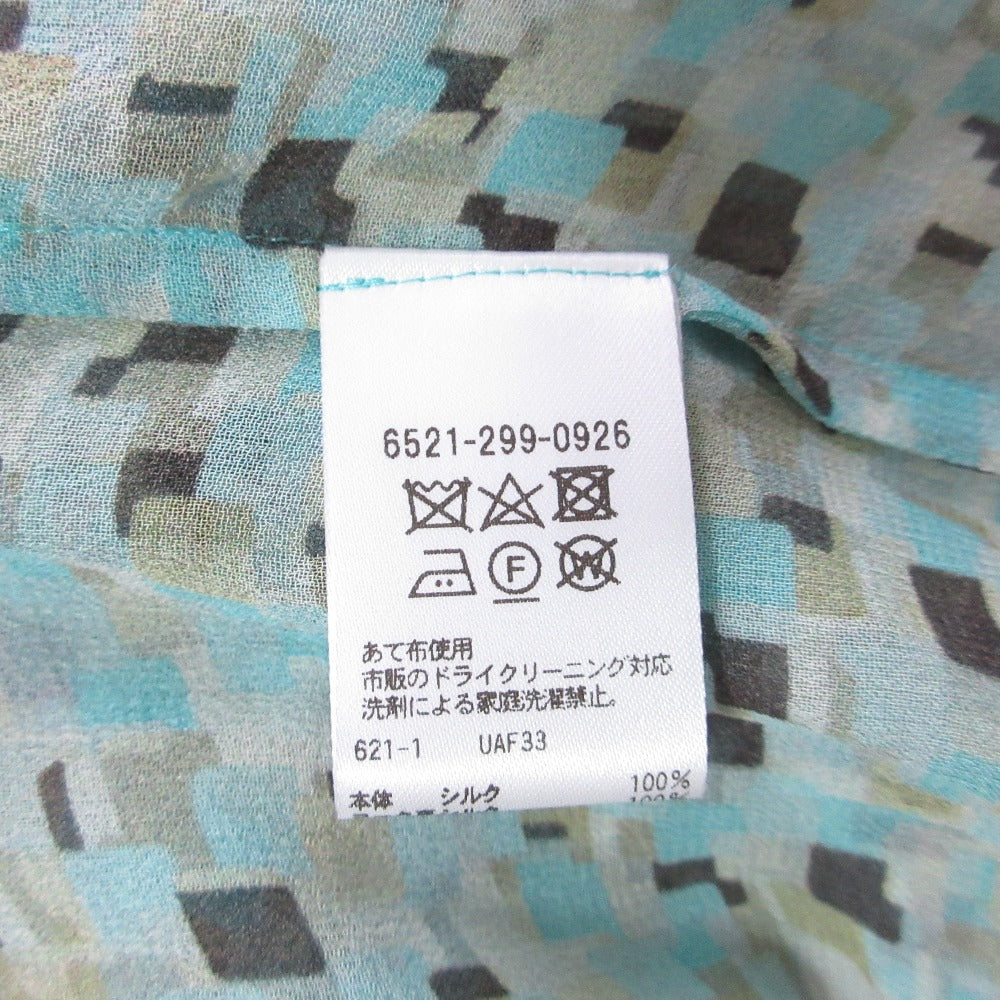 6521-299-0926
F
W
あて布使用
市販のドライクリーニング対応
洗剤による家庭洗濯禁止。
621-1 UAF33
本体 シルク 100%
100%